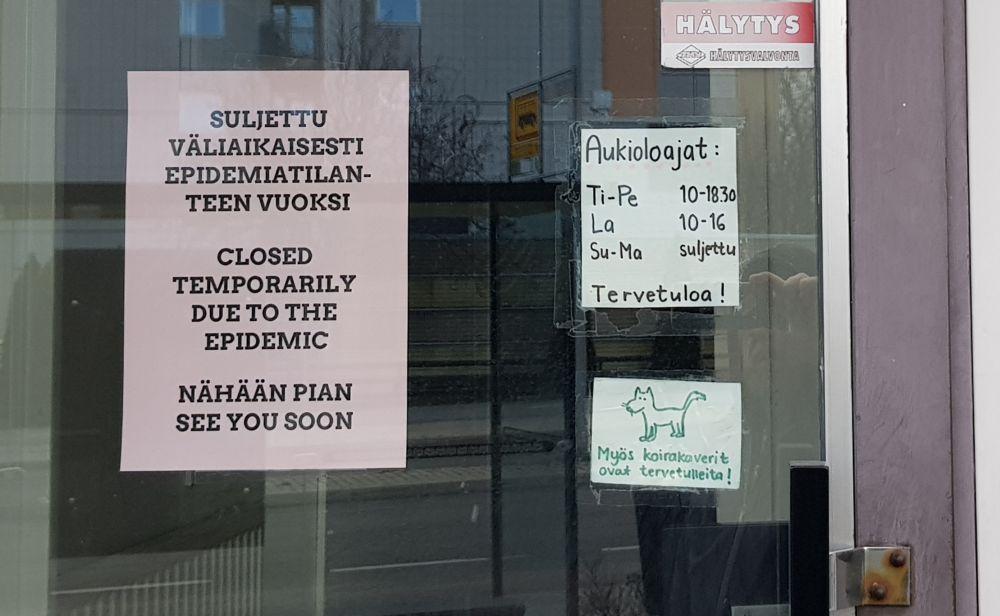 SULJETTU
VÄLIAIKAISESTI
EPIDEMIATILAN-
TEEN VUOKSI
CLOSED
TEMPORARILY
DUE TO THE
EPIDEMIC
NÄHÄÄN PIAN
SEE YOU SOON
HÄLYTYS
HÄLYTYSVALVONTA
Aukioloajat:
Ti-Pe 10-18.30
La 10-16
Su-Ma suljettu
Tervetuloa!
Myös koirakaverit
ovat tervetulleita!